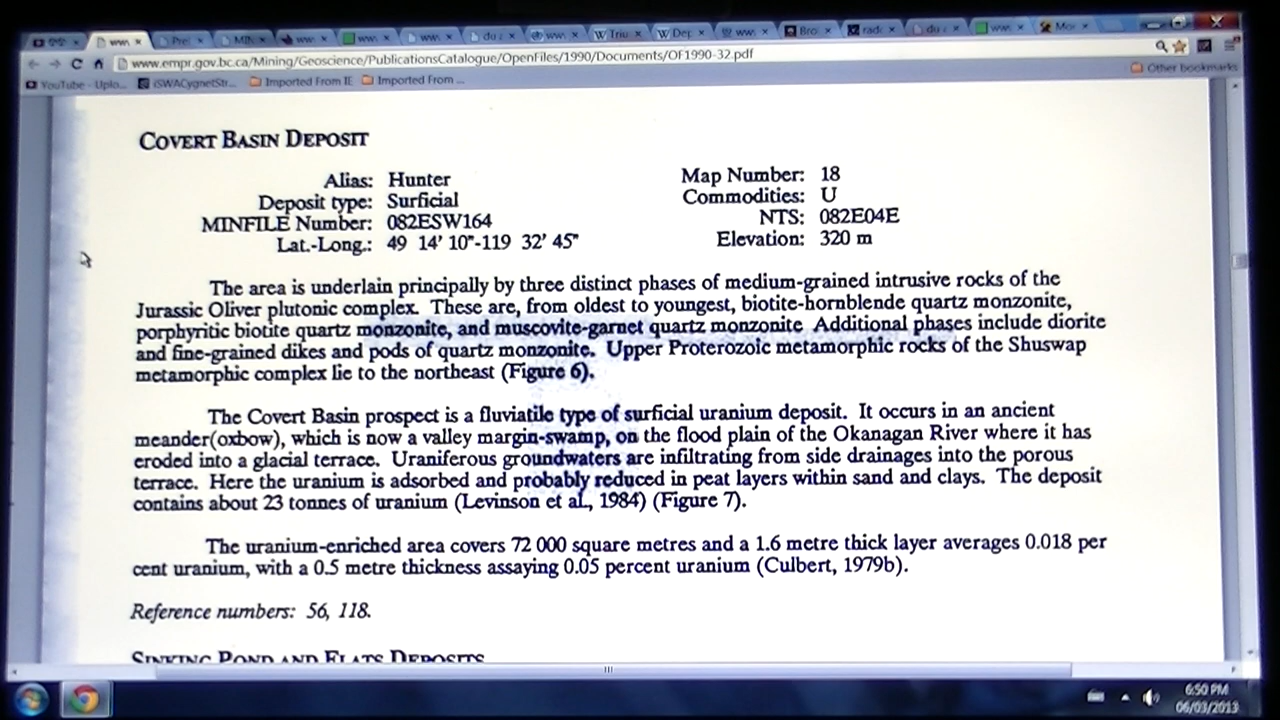 www.empr.gov.bc.ca/Mining/Geoscience/PublicationsCatalogue/OpenFiles/1990/Documents/OF1990-32.pdf
YouTube - Uplo... iSWACygnetStr... Imported From IE Imported From ... Other bookmarks
COVERT BASIN DEPOSIT
Alias: Hunter Map Number: 18
Deposit type: Surficial Commodities: U
MINFILE Number: 082ESW164 NTS: 082E04E
Lat.-Long.: 49 14' 10"-119 32' 45" Elevation: 320 m
The area is underlain principally by three distinct phases of medium-grained intrusive rocks of the
Jurassic Oliver plutonic complex. These are, from oldest to youngest, biotite-hornblende quartz monzonite,
porphyritic biotite quartz monzonite, and muscovite-garnet quartz monzonite Additional phases include diorite
and fine-grained dikes and pods of quartz monzonite. Upper Proterozoic metamorphic rocks of the Shuswap
metamorphic complex lie to the northeast (Figure 6).
The Covert Basin prospect is a fluviatile type of surficial uranium deposit. It occurs in an ancient
meander(oxbow), which is now a valley margin-swamp, on the flood plain of the Okanagan River where it has
eroded into a glacial terrace. Uraniferous groundwaters are infiltrating from side drainages into the porous
terrace. Here the uranium is adsorbed and probably reduced in peat layers within sand and clays. The deposit
contains about 23 tonnes of uranium (Levinson et al., 1984) (Figure 7).
The uranium-enriched area covers 72 000 square metres and a 1.6 metre thick layer averages 0.018 per
cent uranium, with a 0.5 metre thickness assaying 0.05 percent uranium (Culbert, 1979b).
Reference numbers: 56, 118.
SINKING POND AND FLATS DEPOSITS
6:50 PM
06/03/2013